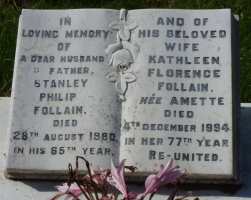 IN
LOVING MEMORY
OF
A DEAR HUSBAND
& FATHER,
STANLEY
PHILIP
FOLLAIN.
DIED
28TH AUGUST 1980.
IN HIS 65TH YEAR.
AND OF
HIS BELOVED
WIFE
KATHLEEN
FLORENCE
FOLLAIN.
NÉE AMETTE
DIED
4TH DECEMBER 1994
IN HER 77TH YEAR
RE-UNITED.